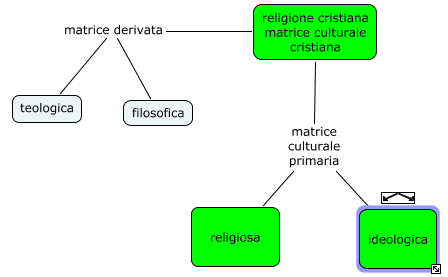 religione cristiana
matrice culturale
cristiana
matrice derivata
teologica
filosofica
matrice
culturale
primaria
religiosa
ideologica